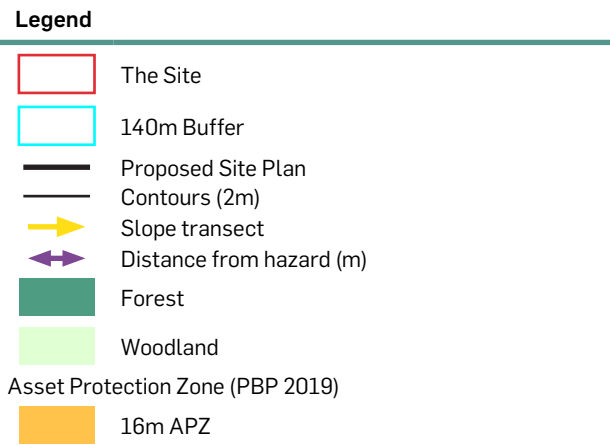 Legend
The Site
140m Buffer
Proposed Site Plan
Contours (2m)
Slope transect
Distance from hazard (m)
Forest
Woodland
Asset Protection Zone (PBP 2019)
16m APZ